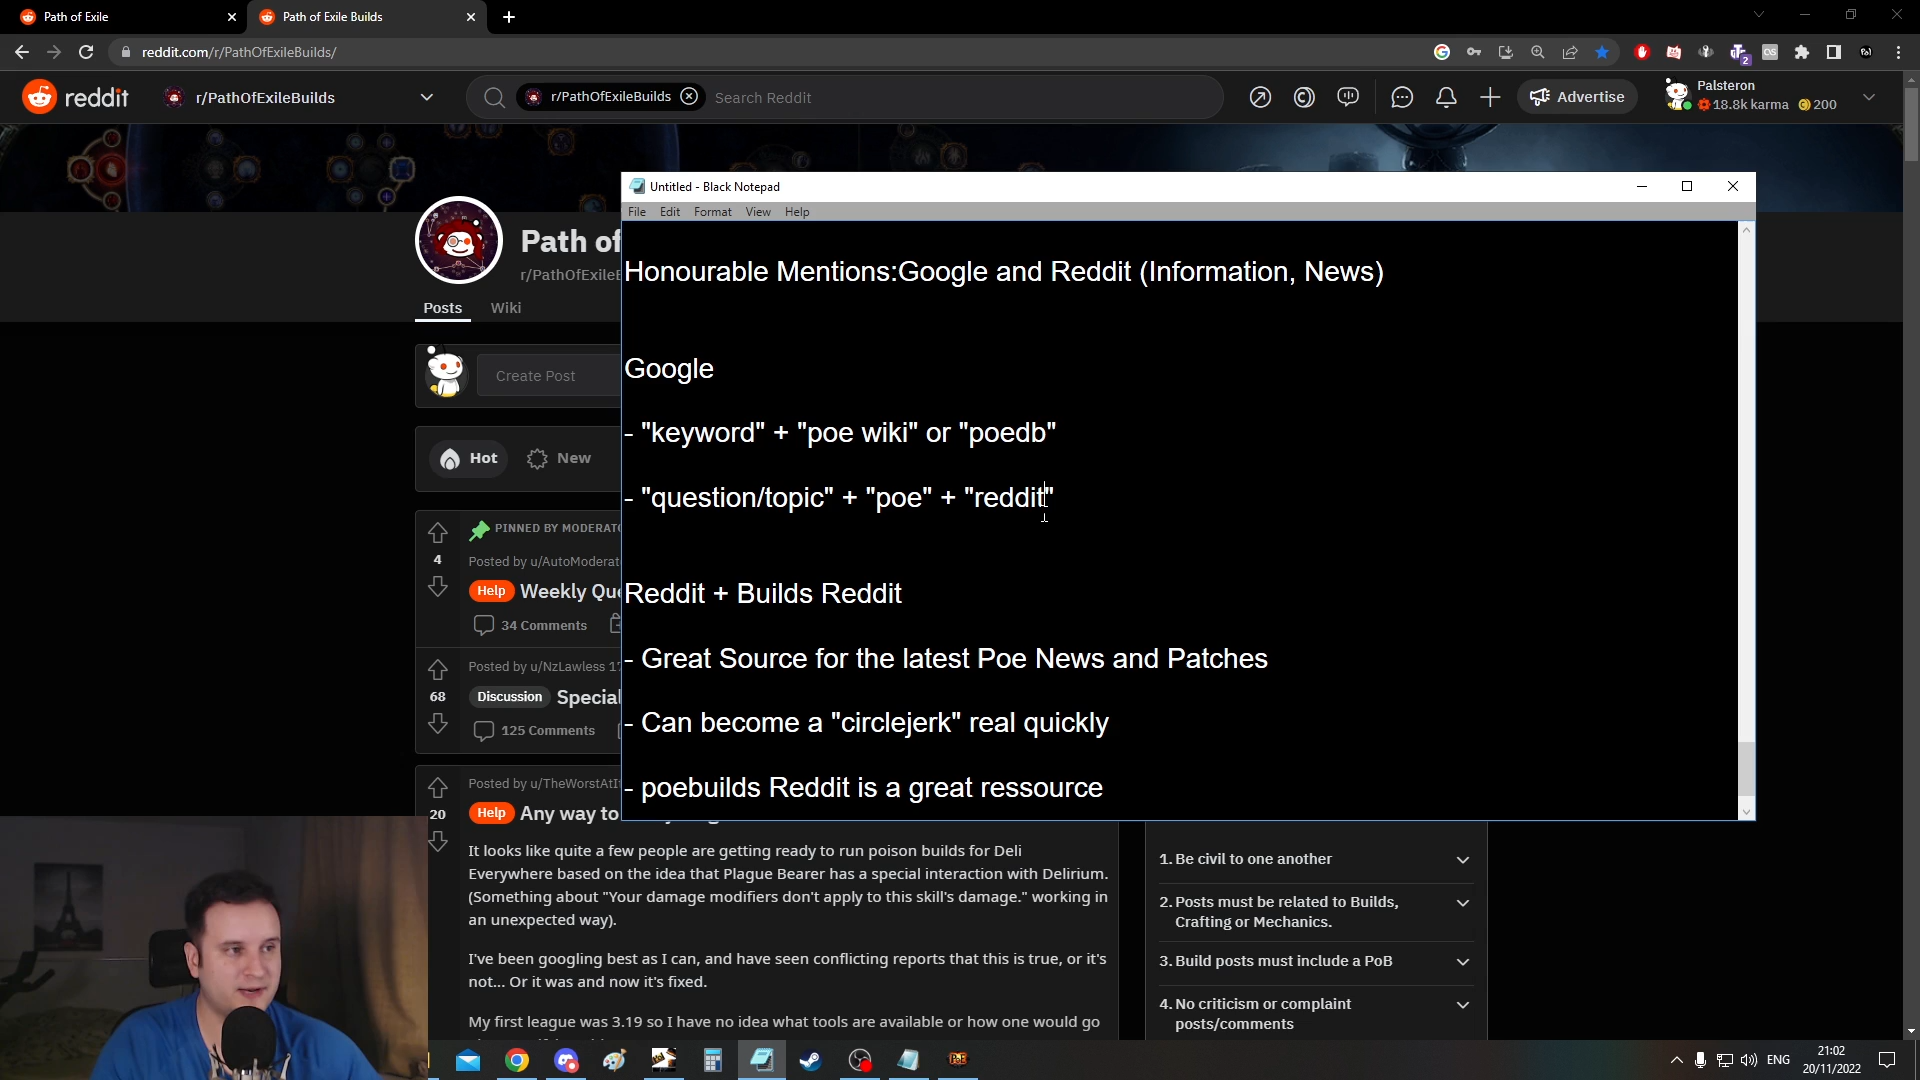 Path of Exile
Path of Exile Builds
reddit.com/r/PathOfExileBuilds/
2
reddit
r/PathOfExileBuilds
r/PathOfExileBuilds
Search Reddit
Advertise
Palsteron
18.8k karma
200
Untitled - Black Notepad
File Edit Format View Help
Path of
r/PathOfExileB
Posts
Wiki
Create Post
Hot
New
Honourable Mentions:Google and Reddit (Information, News)
Google
- "keyword" + "poe wiki" or "poedb"
- "question/topic" + "poe" + "reddit"
Reddit + Builds Reddit
- Great Source for the latest Poe News and Patches
- Can become a "circlejerk" real quickly
- poebuilds Reddit is a great ressource
PINNED BY MODERATO
4
Posted by u/AutoModerat
Help
Weekly Que
34 Comments
Posted by u/NzLawless 1
68
Discussion
Special
125 Comments
Posted by u/TheWorstAtI
20
Help
Any way to
It looks like quite a few people are getting ready to run poison builds for Deli
Everywhere based on the idea that Plague Bearer has a special interaction with Delirium.
(Something about "Your damage modifiers don't apply to this skill's damage." working in
an unexpected way).
I've been googling best as I can, and have seen conflicting reports that this is true, or it's
not... Or it was and now it's fixed.
My first league was 3.19 so I have no idea what tools are available or how one would go
1. Be civil to one another
2. Posts must be related to Builds,
Crafting or Mechanics.
3. Build posts must include a PoB
4. No criticism or complaint
posts/comments
ENG
21:02
20/11/2022